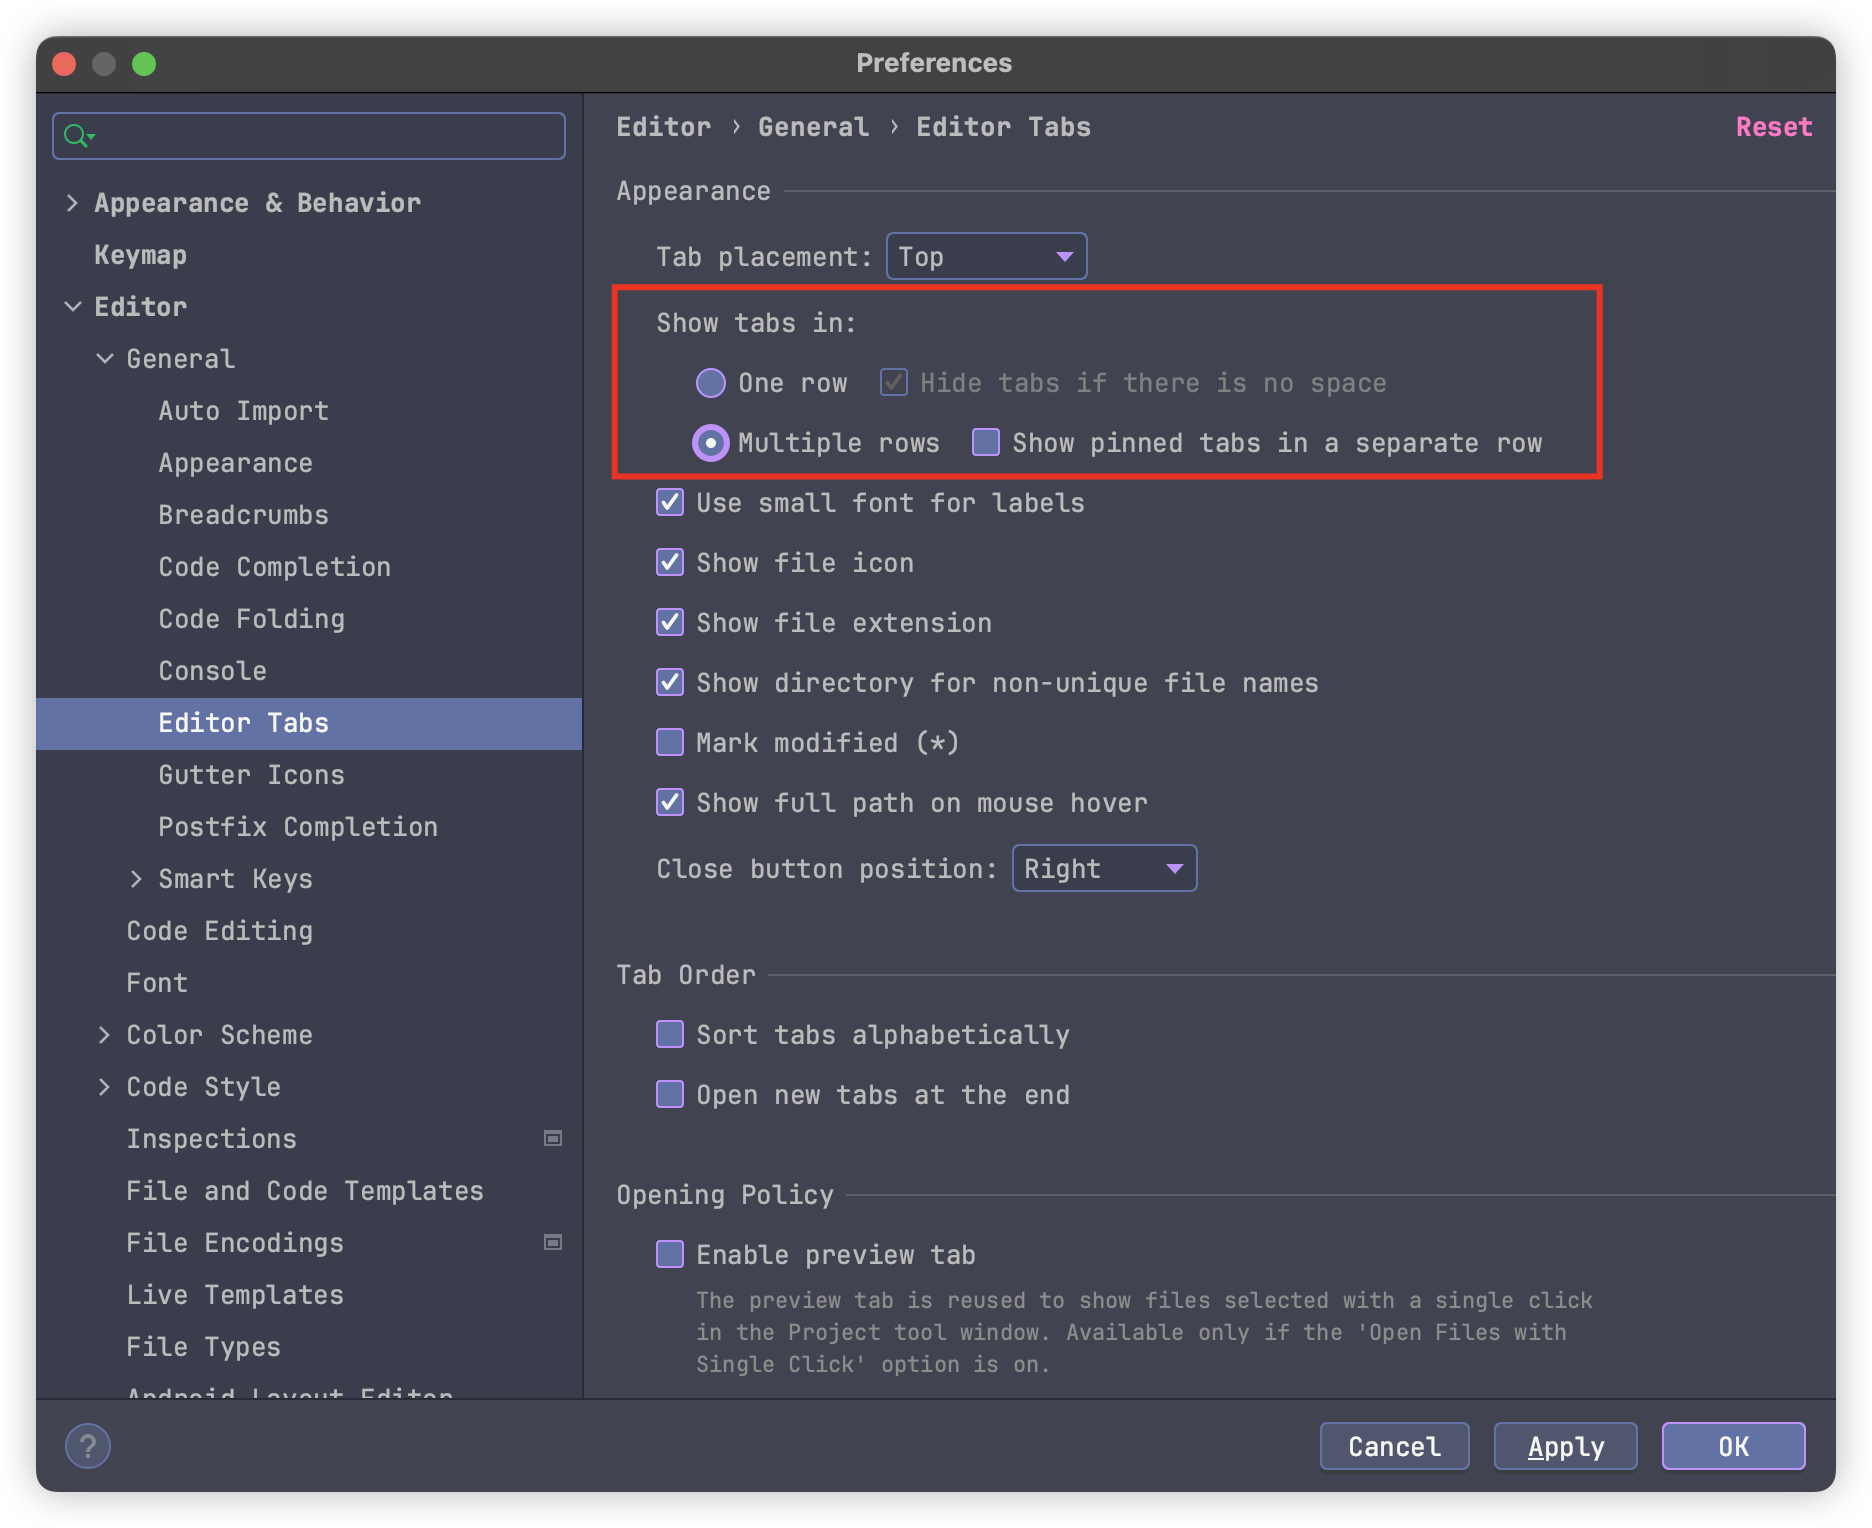 Preferences
Appearance & Behavior
Keymap
Editor
General
Auto Import
Appearance
Breadcrumbs
Code Completion
Code Folding
Console
Editor Tabs
Gutter Icons
Postfix Completion
Smart Keys
Code Editing
Font
Color Scheme
Code Style
Inspections
File and Code Templates
File Encodings
Live Templates
File Types
Android Layout Editor
Editor › General › Editor Tabs
Reset
Appearance
Tab placement: Top
Show tabs in:
One row Hide tabs if there is no space
Multiple rows Show pinned tabs in a separate row
Use small font for labels
Show file icon
Show file extension
Show directory for non-unique file names
Mark modified (*)
Show full path on mouse hover
Close button position: Right
Tab Order
Sort tabs alphabetically
Open new tabs at the end
Opening Policy
Enable preview tab
The preview tab is reused to show files selected with a single click
in the Project tool window. Available only if the 'Open Files with
Single Click' option is on.
?
Cancel Apply OK